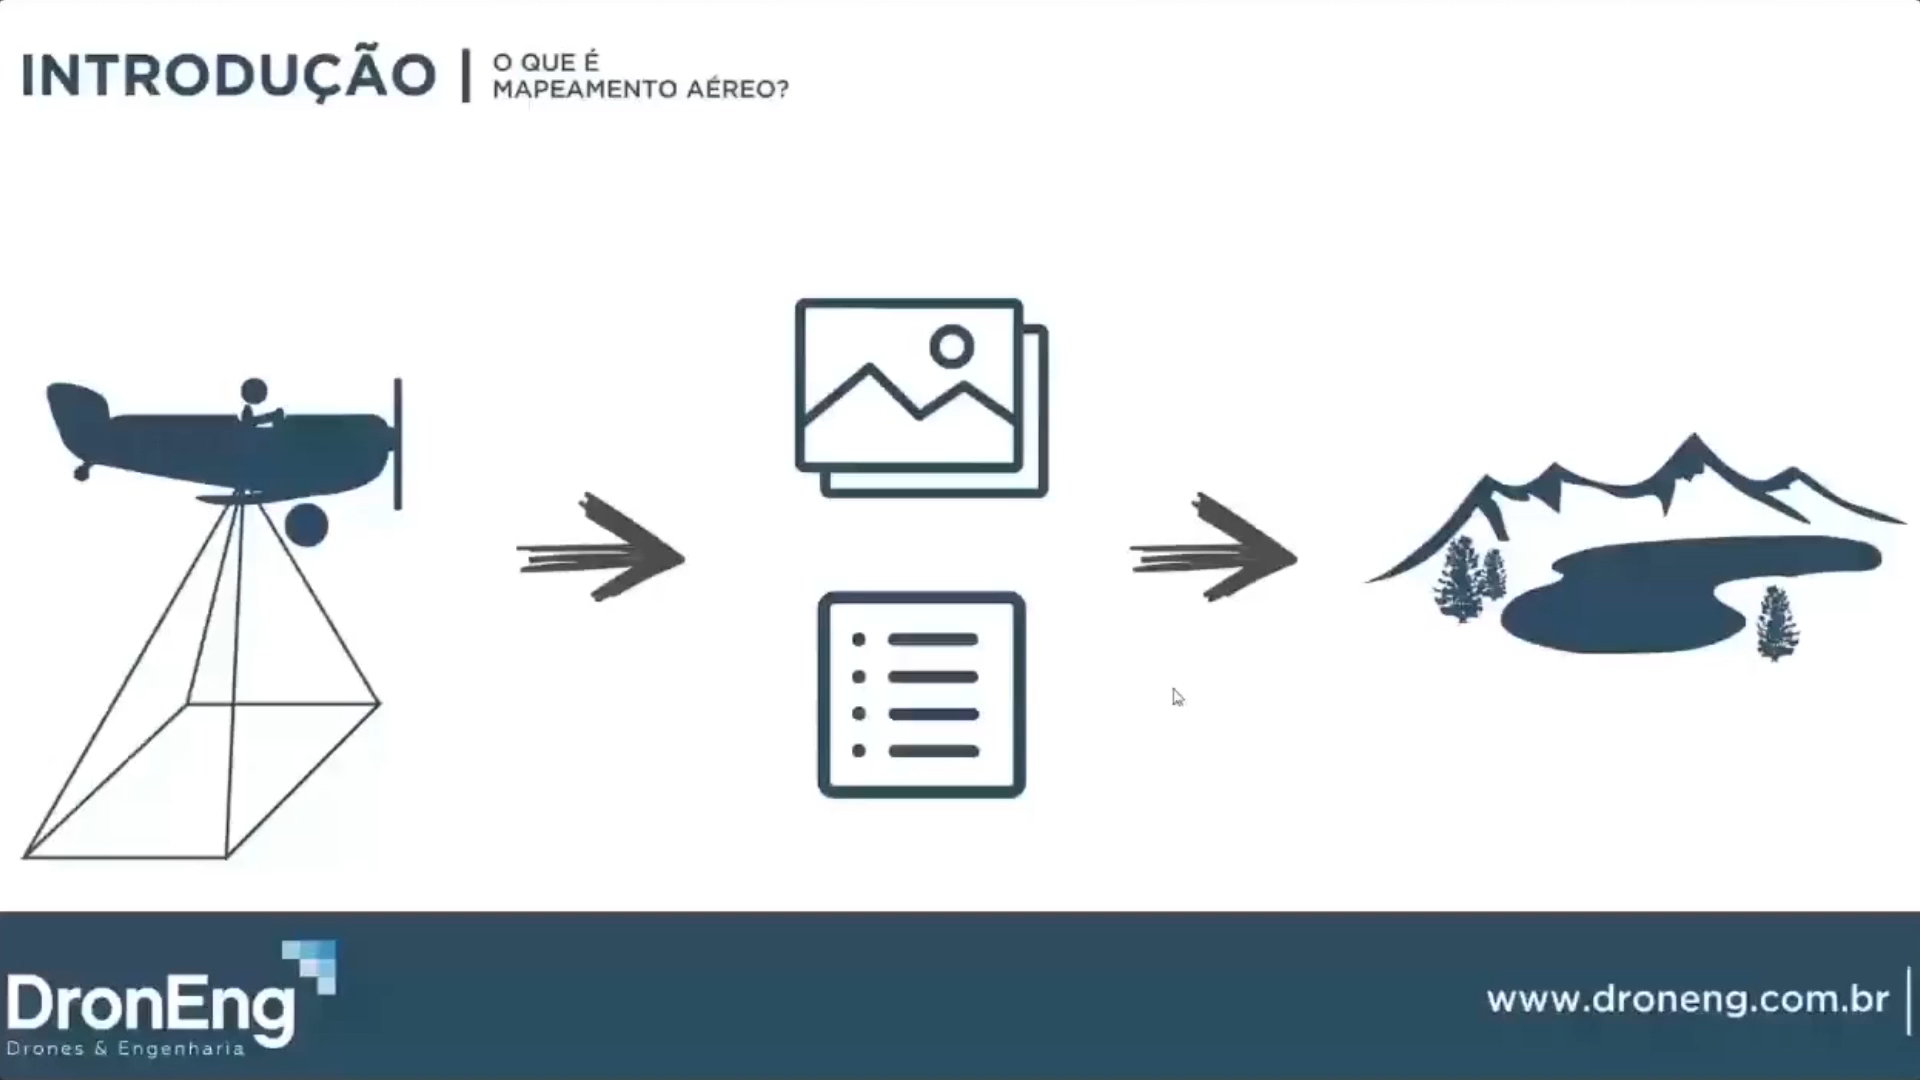 INTRODUÇÃO
O QUE É
MAPEAMENTO AÉREO?
DronEng
Drones & Engenharia
www.droneng.com.br